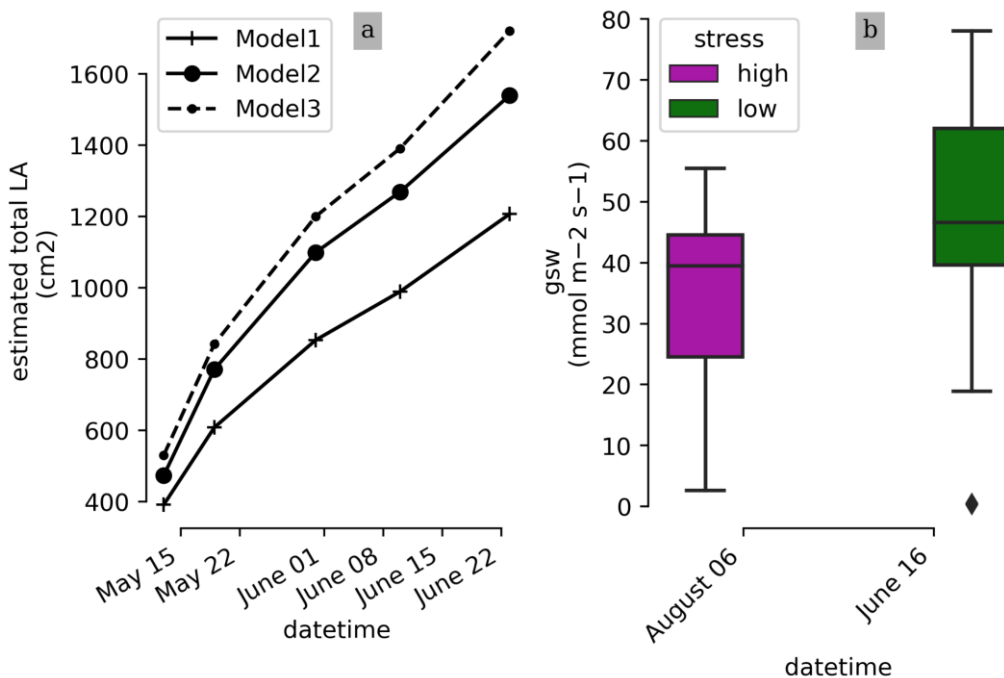 Model1
Model2
Model3
a
1600
1400
1200
1000
800
600
400
estimated total LA
(cm2)
May 15
May 22
June 01
June 08
June 15
June 22
datetime
b
stress
high
low
80
70
60
50
40
30
20
10
0
gsw
(mmol m−2 s−1)
August 06
June 16
datetime